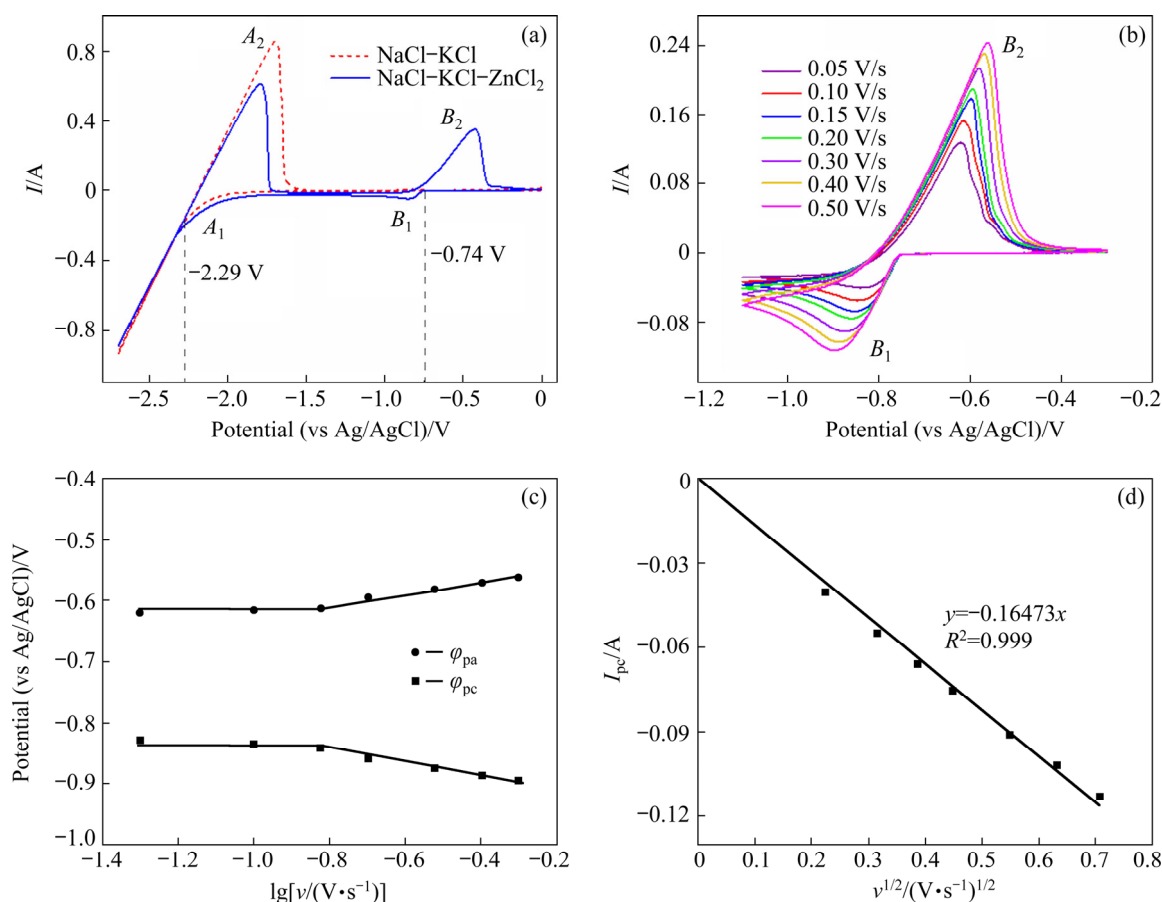 (a)
A₂
NaCl−KCl
NaCl−KCl−ZnCl₂
B₂
A₁
B₁
−2.29 V
−0.74 V
I/A
0.8
0.4
0
−0.4
−0.8
−2.5 −2.0 −1.5 −1.0 −0.5 0
Potential (vs Ag/AgCl)/V
(b)
B₂
0.05 V/s
0.10 V/s
0.15 V/s
0.20 V/s
0.30 V/s
0.40 V/s
0.50 V/s
B₁
I/A
0.24
0.16
0.08
0
−0.08
−1.2 −1.0 −0.8 −0.6 −0.4 −0.2
Potential (vs Ag/AgCl)/V
(c)
φpa
φpc
Potential (vs Ag/AgCl)/V
−0.4
−0.5
−0.6
−0.7
−0.8
−0.9
−1.0
−1.4 −1.2 −1.0 −0.8 −0.6 −0.4 −0.2
lg[v/(V•s⁻¹)]
(d)
y=−0.16473x
R²=0.999
Ipc/A
0
−0.03
−0.06
−0.09
−0.12
0 0.1 0.2 0.3 0.4 0.5 0.6 0.7 0.8
v¹/²/(V•s⁻¹)¹/²